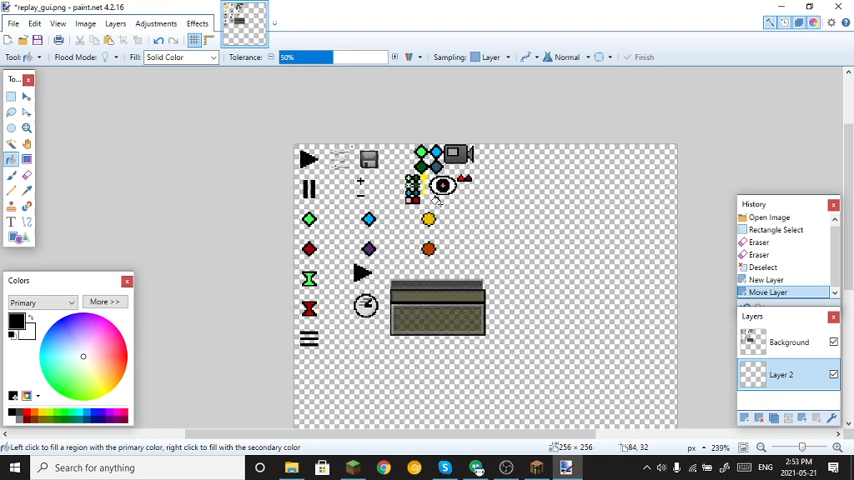 *replay_gui.png - paint.net 4.2.16
File Edit View Image Layers Adjustments Effects
Tool: Flood Mode: Fill: Solid Color Tolerance: 50% Sampling: Layer Normal Finish
To...
History
Open Image
Rectangle Select
Eraser
Eraser
Deselect
New Layer
Move Layer
Colors
Primary More >>
Layers
Background
Layer 2
Left click to fill a region with the primary color, right click to fill with the secondary color 256 × 256 84, 32 px 239%
Type here to search
ENG 2:53 PM
2021-05-21